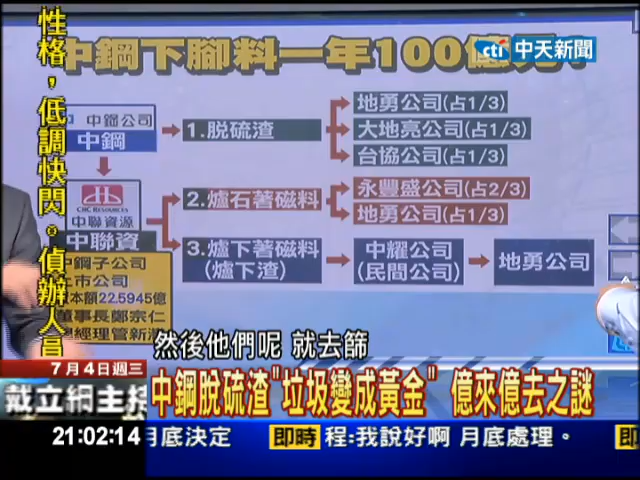 性格,低調快閃。偵辦人員
中鋼下腳料一年100億元?
cti 中天新聞
中鋼公司
中鋼
1.脱硫渣
地勇公司(占1/3)
大地亮公司(占1/3)
台協公司(占1/3)
CHC RESOURCES
中聯資源
中聯資
2.爐石著磁料
永豐盛公司(占2/3)
地勇公司(占1/3)
3.爐下著磁料
(爐下渣)
中耀公司
(民間公司)
地勇公司
鋼子公司
上市公司
本額22.5945億
董事長鄭宗仁
總經理管新
然後他們呢 就去篩
7月4日週三
戴立綱主持
中鋼脫硫渣"垃圾變成黃金" 億來億去之謎
21:02:14
月底決定 即時 程:我說好啊 月底處理。 即